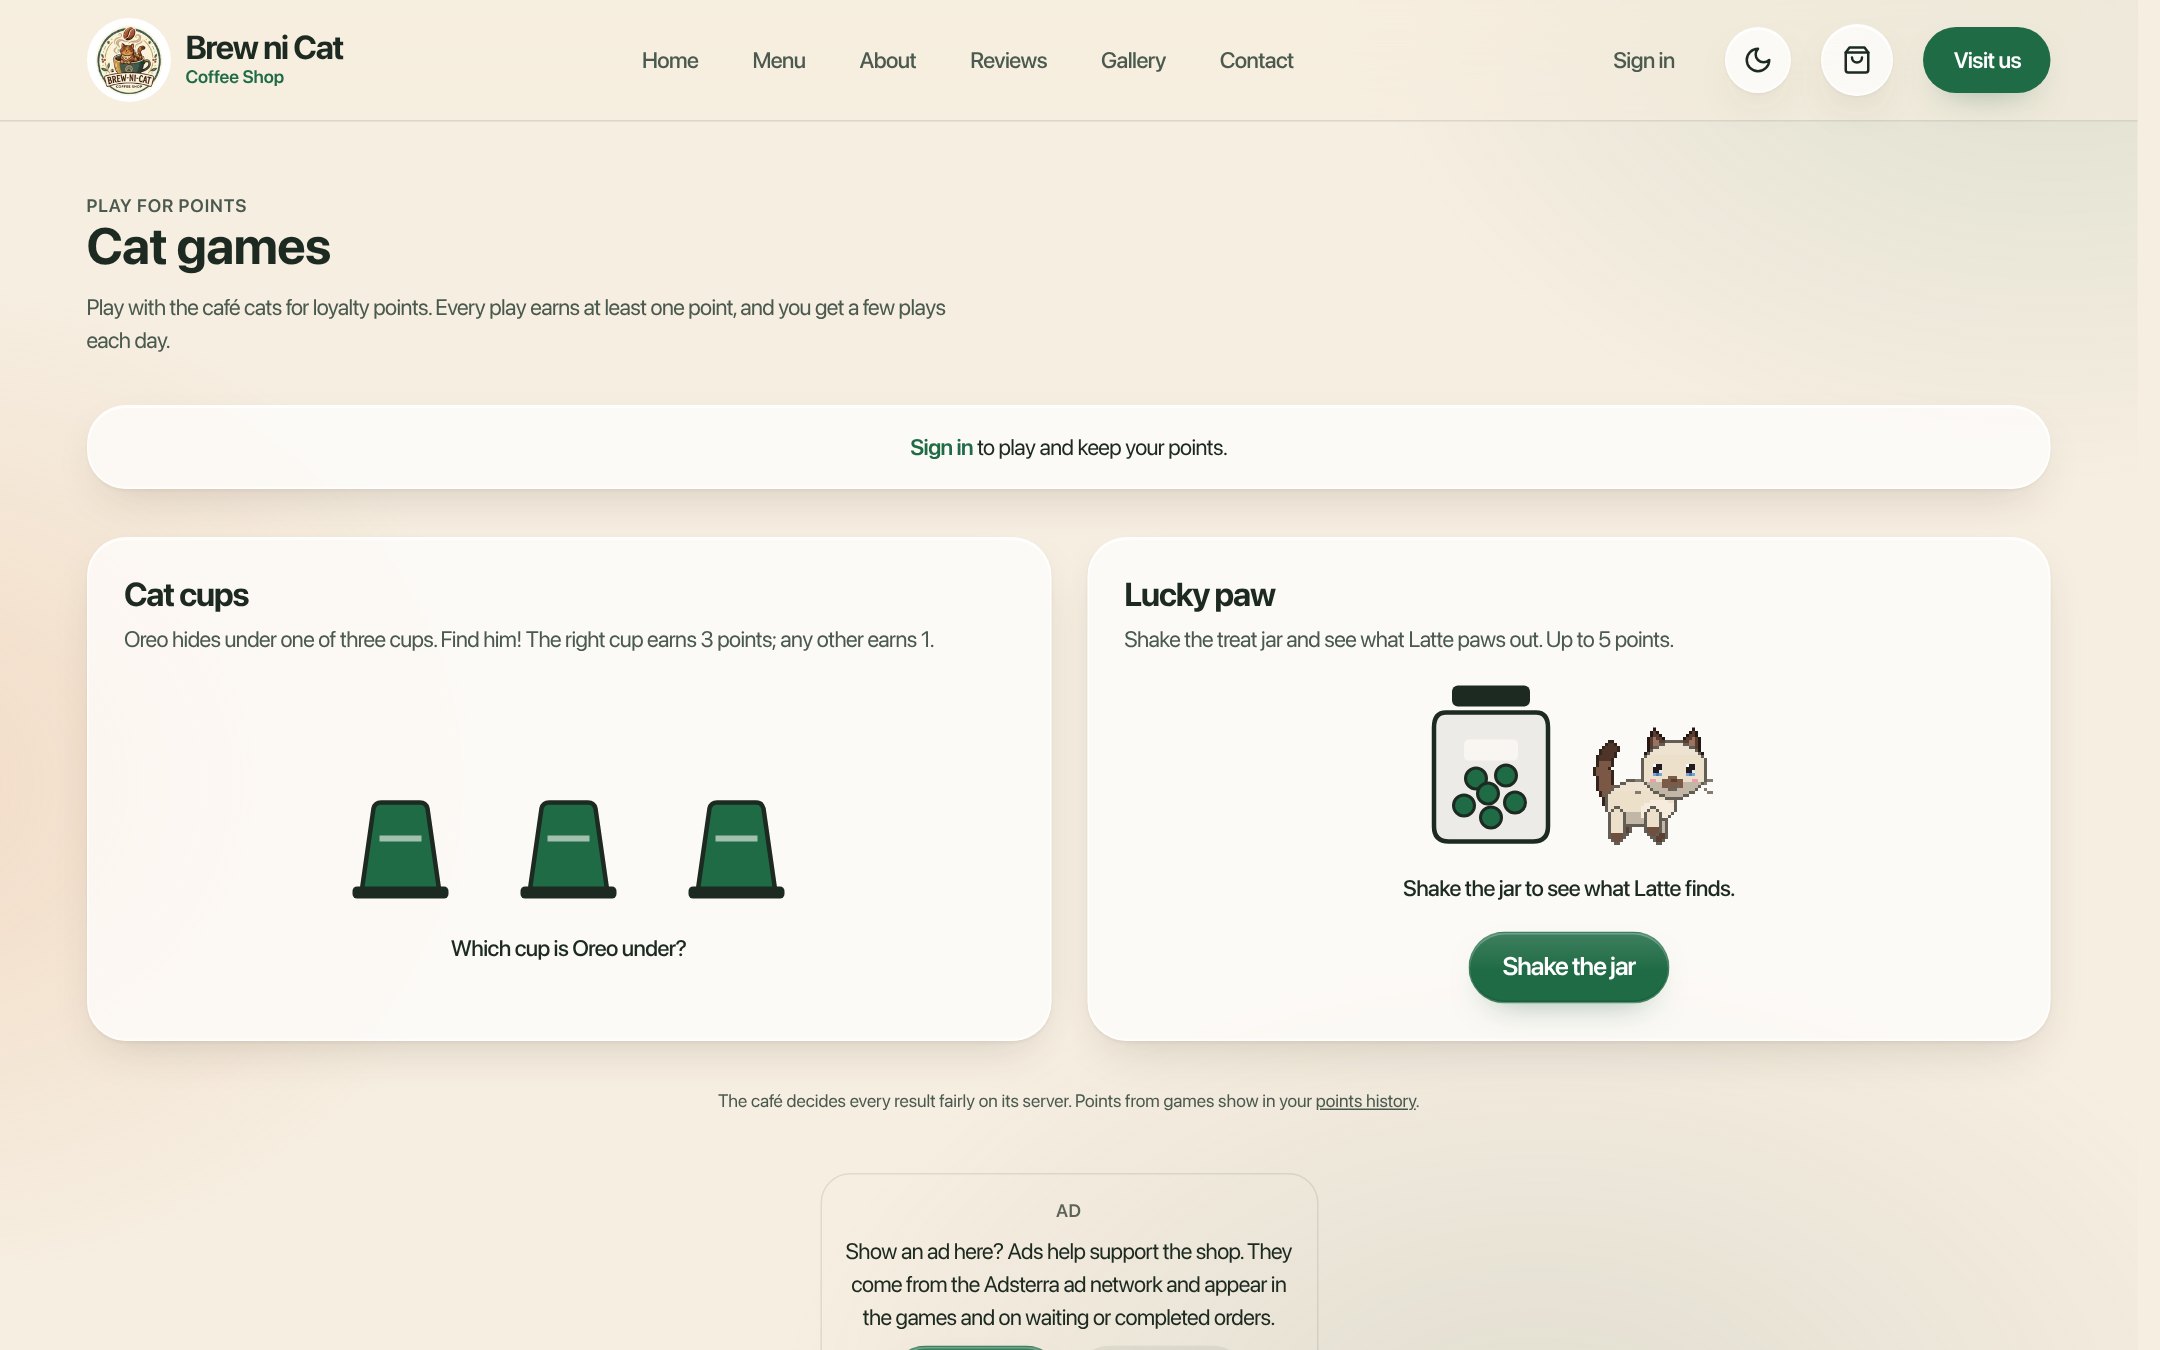 BREW-NI-CAT
COFFEE SHOP
Brew ni Cat
Coffee Shop
Home
Menu
About
Reviews
Gallery
Contact
Sign in
Visit us
PLAY FOR POINTS
Cat games
Play with the café cats for loyalty points. Every play earns at least one point, and you get a few plays
each day.
Sign in to play and keep your points.
Cat cups
Oreo hides under one of three cups. Find him! The right cup earns 3 points; any other earns 1.
Which cup is Oreo under?
Lucky paw
Shake the treat jar and see what Latte paws out. Up to 5 points.
Shake the jar to see what Latte finds.
Shake the jar
The café decides every result fairly on its server. Points from games show in your points history.
AD
Show an ad here? Ads help support the shop. They
come from the Adsterra ad network and appear in
the games and on waiting or completed orders.